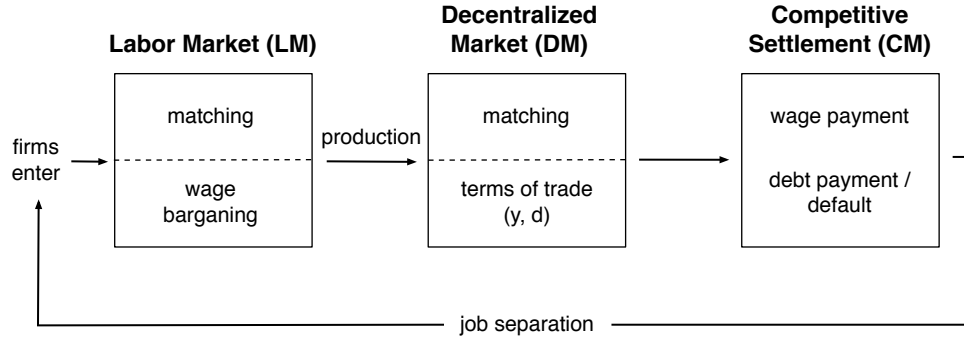 Labor Market (LM)
Decentralized
Market (DM)
Competitive
Settlement (CM)
firms
enter
matching
wage
barganing
production
matching
terms of trade
(y, d)
wage payment
debt payment /
default
job separation